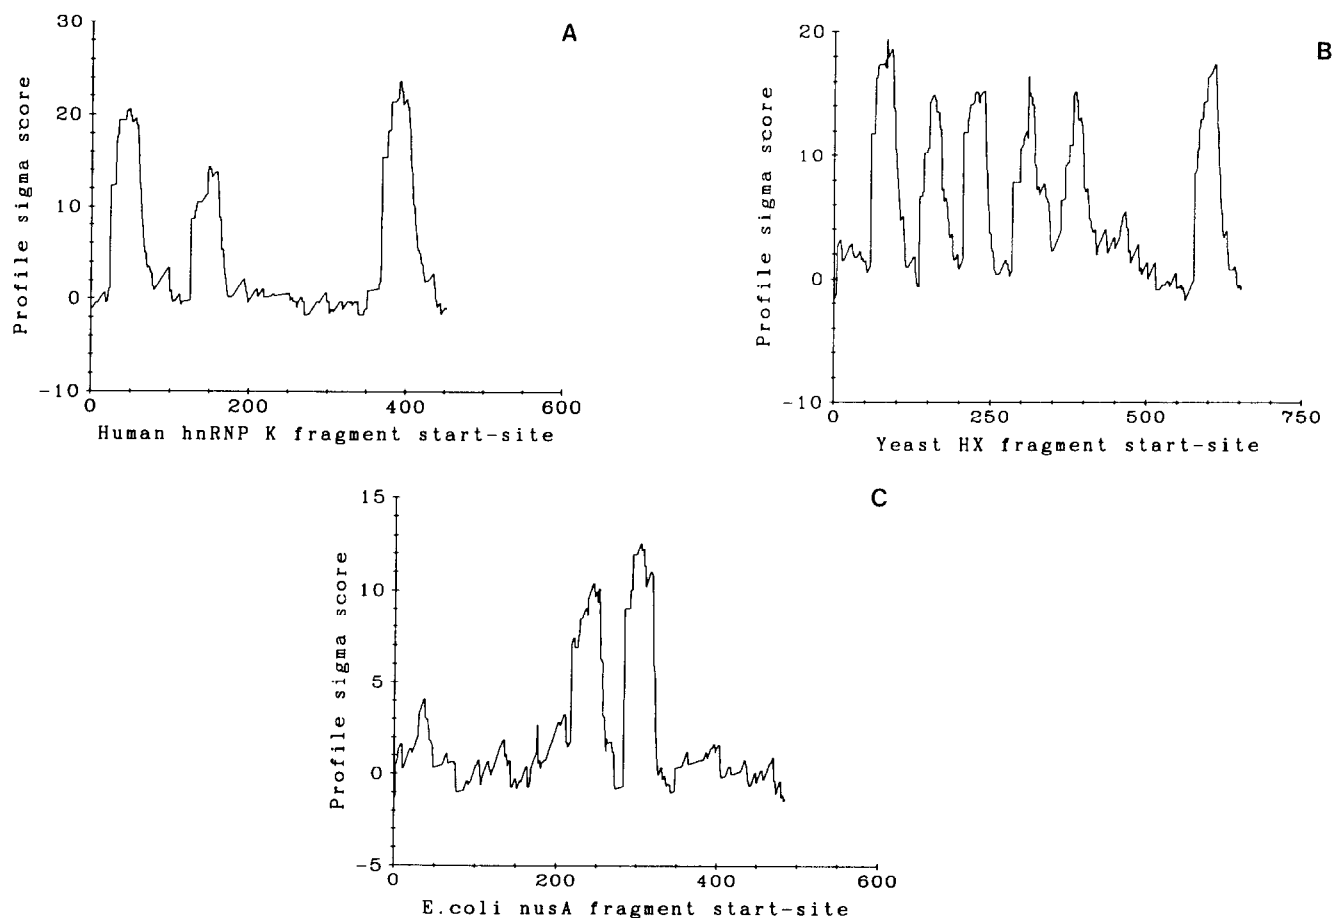 A
30
20
10
0
-10
Profile sigma score
0 200 400 600
Human hnRNP K fragment start-site
B
20
10
0
-10
Profile sigma score
0 250 500 750
Yeast HX fragment start-site
C
15
10
5
0
-5
Profile sigma score
0 200 400 600
E.coli nusA fragment start-site